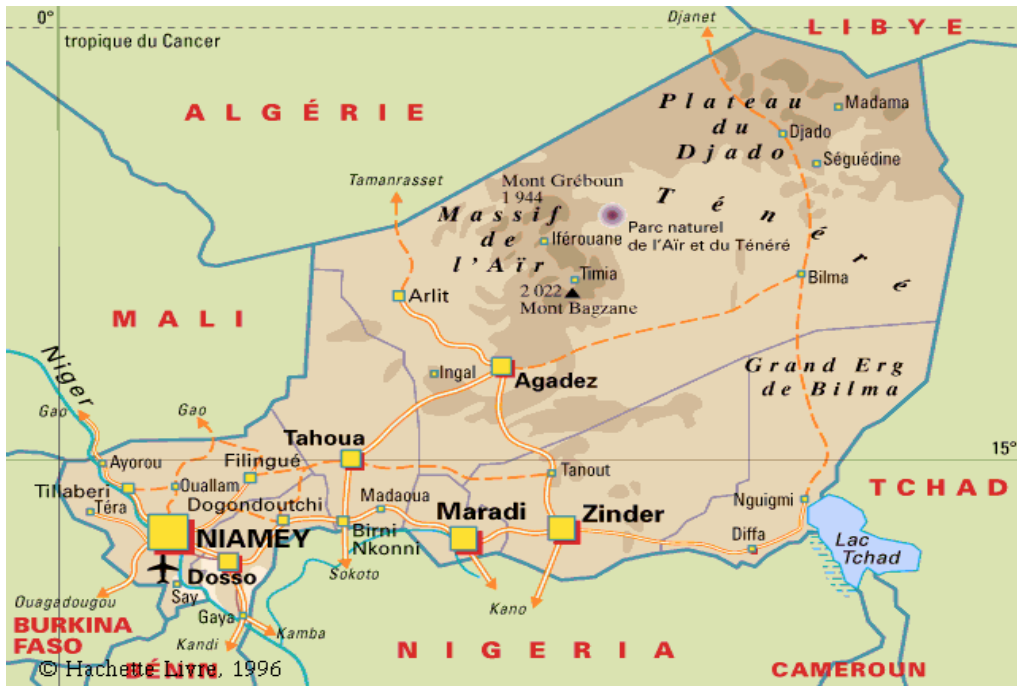 0°
Djanet
LIBYE
tropique du Cancer
ALGÉRIE
Plateau
du
Djado
Madama
Djado
Séguédine
Tamanrasset
Mont Gréboun
1 944
Massif
de
l'Aïr
Iférouane
Ténéré
Parc naturel
de l'Aïr et du Ténéré
Timia
2 022
Mont Bagzane
Bilma
Arlit
MALI
Niger
Ingal
Agadez
Grand Erg
de Bilma
Gao
Gao
Tahoua
15°
Ayorou
Filingué
Tanout
TCHAD
Tillaberi
Ouallam
Téra
Dogondoutchi
Madaoua
Maradi
Zinder
Nguigmi
NIAMEY
Birni
Nkonni
Diffa
Lac
Tchad
Dosso
Sokoto
Say
Ouagadougou
Gaya
Kano
BURKINA
FASO
Kandi
Kamba
NIGERIA
BÉNIN
CAMEROUN
© Hachette Livre, 1996